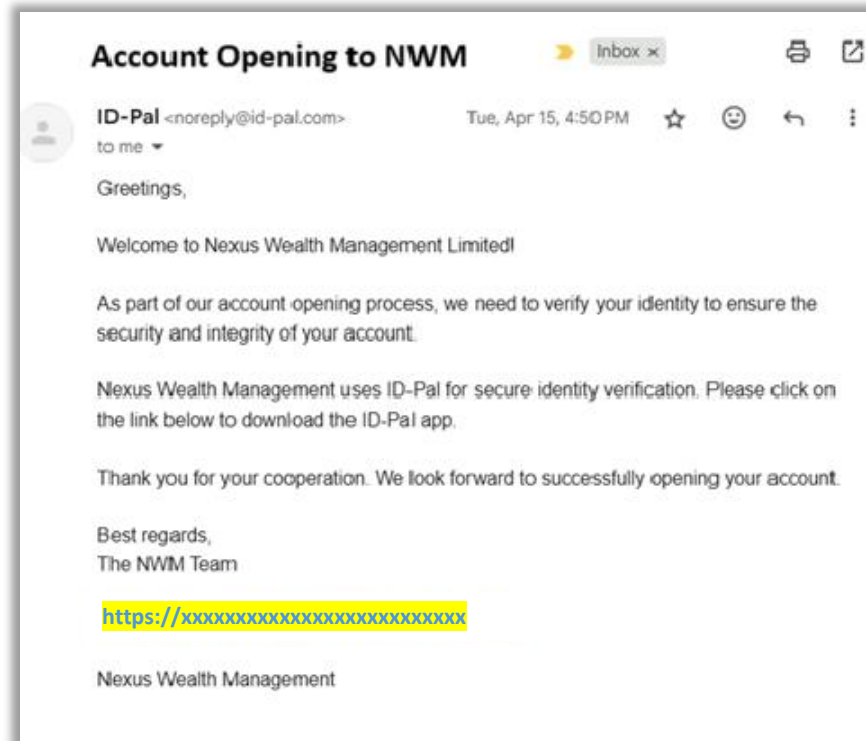 Account Opening to NWM
Inbox ×
ID-Pal <noreply@id-pal.com>
Tue, Apr 15, 4:50 PM
to me
Greetings,
Welcome to Nexus Wealth Management Limited!
As part of our account opening process, we need to verify your identity to ensure the
security and integrity of your account.
Nexus Wealth Management uses ID-Pal for secure identity verification. Please click on
the link below to download the ID-Pal app.
Thank you for your cooperation. We look forward to successfully opening your account.
Best regards,
The NWM Team
https://xxxxxxxxxxxxxxxxxxxxxxxxxx
Nexus Wealth Management